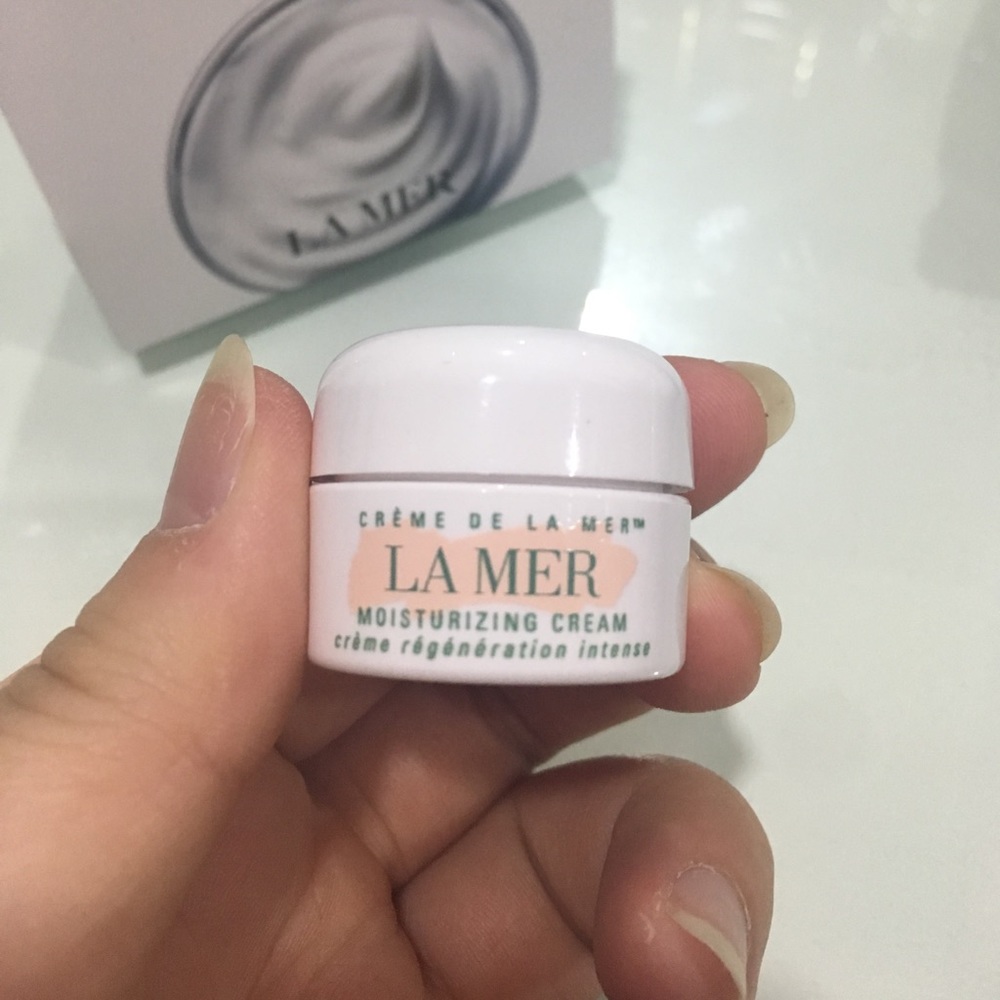 LA MER
CRÈME DE LA MER™
LA MER
MOISTURIZING CREAM
crème régénération intense